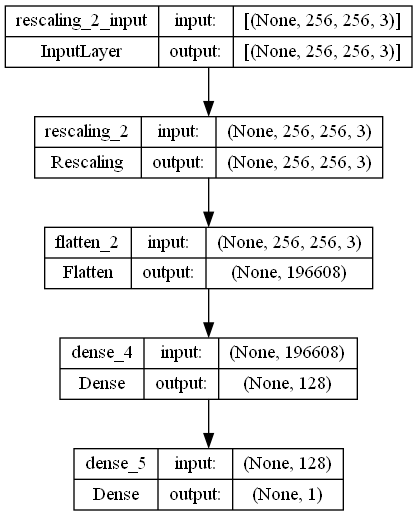 rescaling_2_input input: [(None, 256, 256, 3)]
InputLayer output: [(None, 256, 256, 3)]
rescaling_2 input: (None, 256, 256, 3)
Rescaling output: (None, 256, 256, 3)
flatten_2 input: (None, 256, 256, 3)
Flatten output: (None, 196608)
dense_4 input: (None, 196608)
Dense output: (None, 128)
dense_5 input: (None, 128)
Dense output: (None, 1)